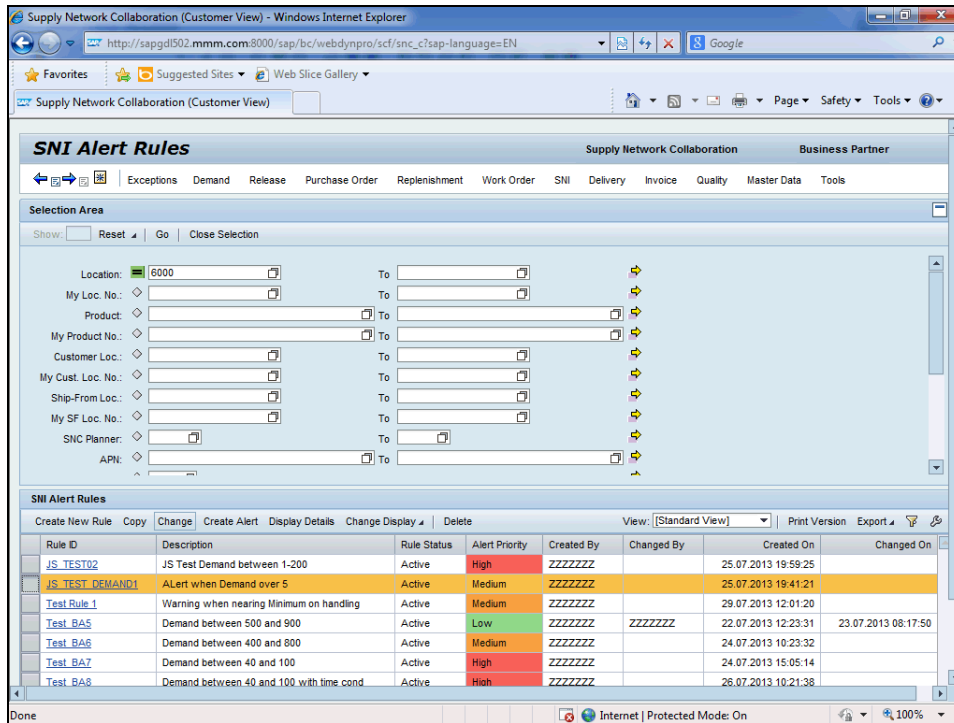 Supply Network Collaboration (Customer View) - Windows Internet Explorer
http://sapgdl502.mmm.com:8000/sap/bc/webdynpro/scf/snc_c?sap-language=EN
Google
Favorites Suggested Sites Web Slice Gallery
Supply Network Collaboration (Customer View)
Page Safety Tools
SNI Alert Rules Supply Network Collaboration Business Partner
Exceptions Demand Release Purchase Order Replenishment Work Order SNI Delivery Invoice Quality Master Data Tools
Selection Area
Show: Reset | Go | Close Selection
Location: 6000 To
My Loc. No.: To
Product: To
My Product No.: To
Customer Loc.: To
My Cust. Loc. No.: To
Ship-From Loc.: To
My SF Loc. No.: To
SNC Planner: To
APN: To
SNI Alert Rules
Create New Rule Copy Change Create Alert Display Details Change Display | Delete View: [Standard View] | Print Version Export
Rule ID Description Rule Status Alert Priority Created By Changed By Created On Changed On
JS_TEST02 JS Test Demand between 1-200 Active High ZZZZZZZ 25.07.2013 19:59:25
JS_TEST_DEMAND1 ALert when Demand over 5 Active Medium ZZZZZZZ 25.07.2013 19:41:21
Test Rule 1 Warning when nearing Minimum on handling Active Medium ZZZZZZZ 29.07.2013 12:01:20
Test_BA5 Demand between 500 and 900 Active Low ZZZZZZZ ZZZZZZZ 22.07.2013 12:23:31 23.07.2013 08:17:50
Test_BA6 Demand between 400 and 800 Active Medium ZZZZZZZ 24.07.2013 10:23:32
Test_BA7 Demand between 40 and 100 Active High ZZZZZZZ 24.07.2013 15:05:14
Test_BA8 Demand between 40 and 100 with time cond Active High ZZZZZZZ 26.07.2013 10:21:38
Done Internet | Protected Mode: On 100%